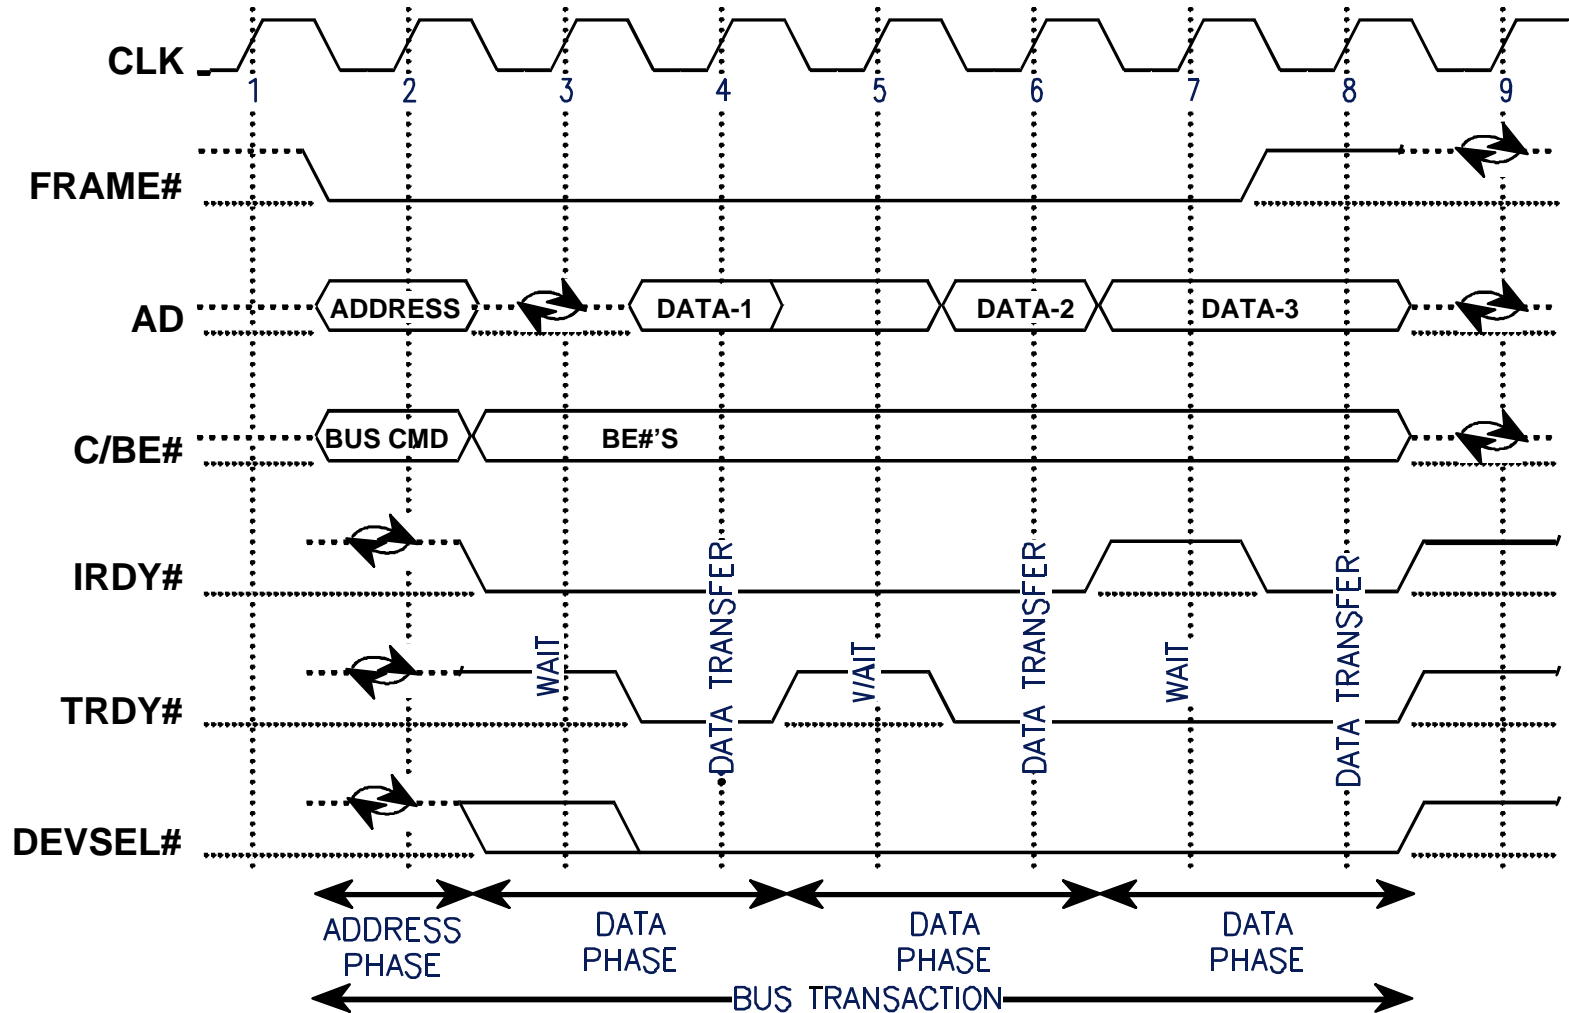 CLK
1 2 3 4 5 6 7 8 9
FRAME#
AD
ADDRESS
DATA-1
DATA-2
DATA-3
C/BE#
BUS CMD
BE#'S
IRDY#
TRDY#
WAIT
DATA TRANSFER
WAIT
DATA TRANSFER
WAIT
DATA TRANSFER
DEVSEL#
ADDRESS
PHASE
DATA
PHASE
DATA
PHASE
DATA
PHASE
BUS TRANSACTION